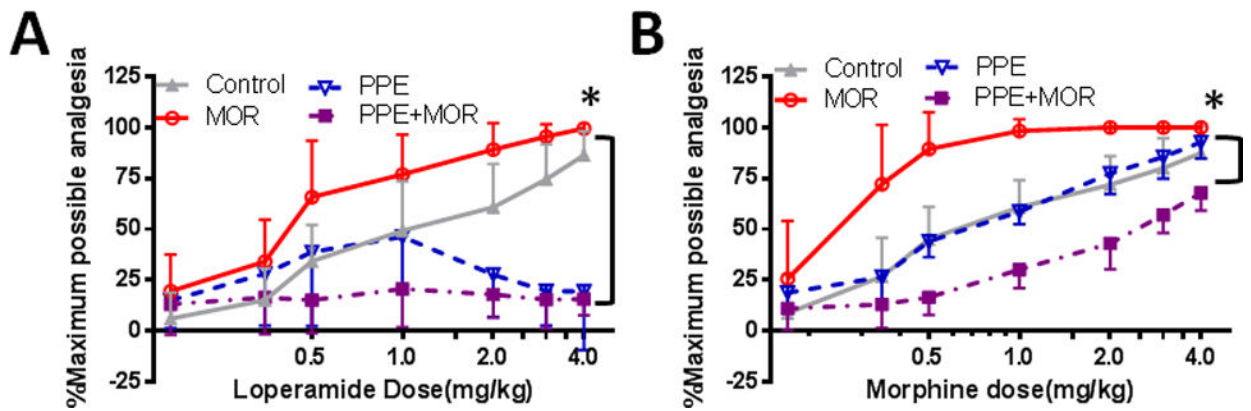 A
%Maximum possible analgesia
125
100
75
50
25
0
-25
Control
PPE
MOR
PPE+MOR
*
0.5 1.0 2.0 4.0
Loperamide Dose(mg/kg)
B
%Maximum possible analgesia
125
100
75
50
25
0
-25
Control
PPE
MOR
PPE+MOR
*
0.5 1.0 2.0 4.0
Morphine dose(mg/kg)